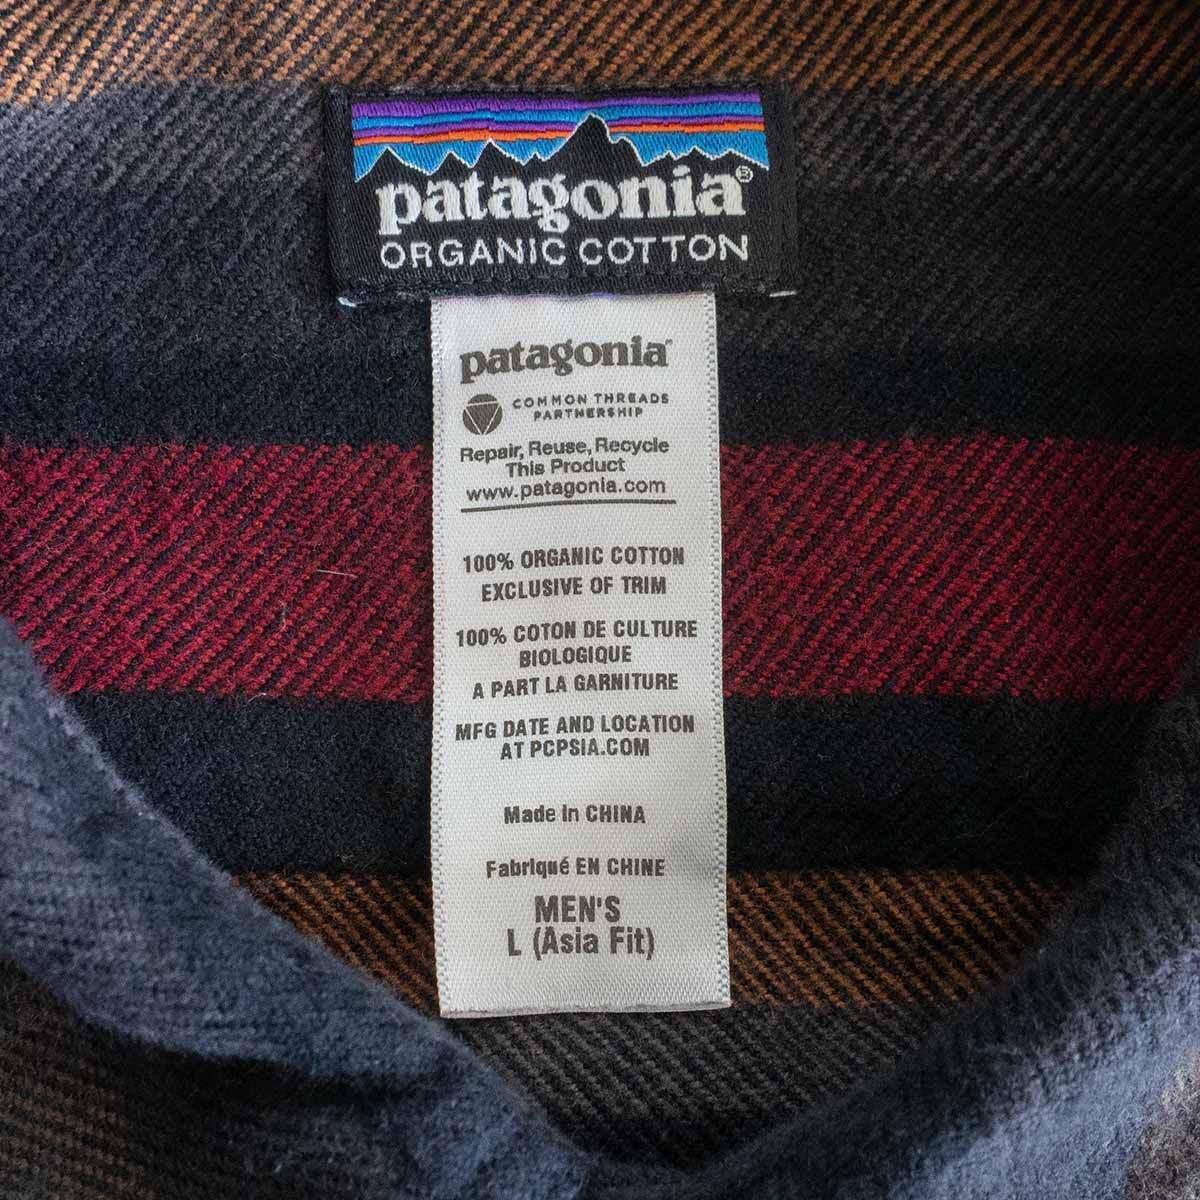 patagonia®
ORGANIC COTTON
patagonia
COMMON THREADS
PARTNERSHIP
Repair, Reuse, Recycle
This Product
www.patagonia.com
100% ORGANIC COTTON
EXCLUSIVE OF TRIM
100% COTON DE CULTURE
BIOLOGIQUE
A PART LA GARNITURE
MFG DATE AND LOCATION
AT PCPSIA.COM
Made In CHINA
Fabriqué EN CHINE
MEN'S
L (Asia Fit)